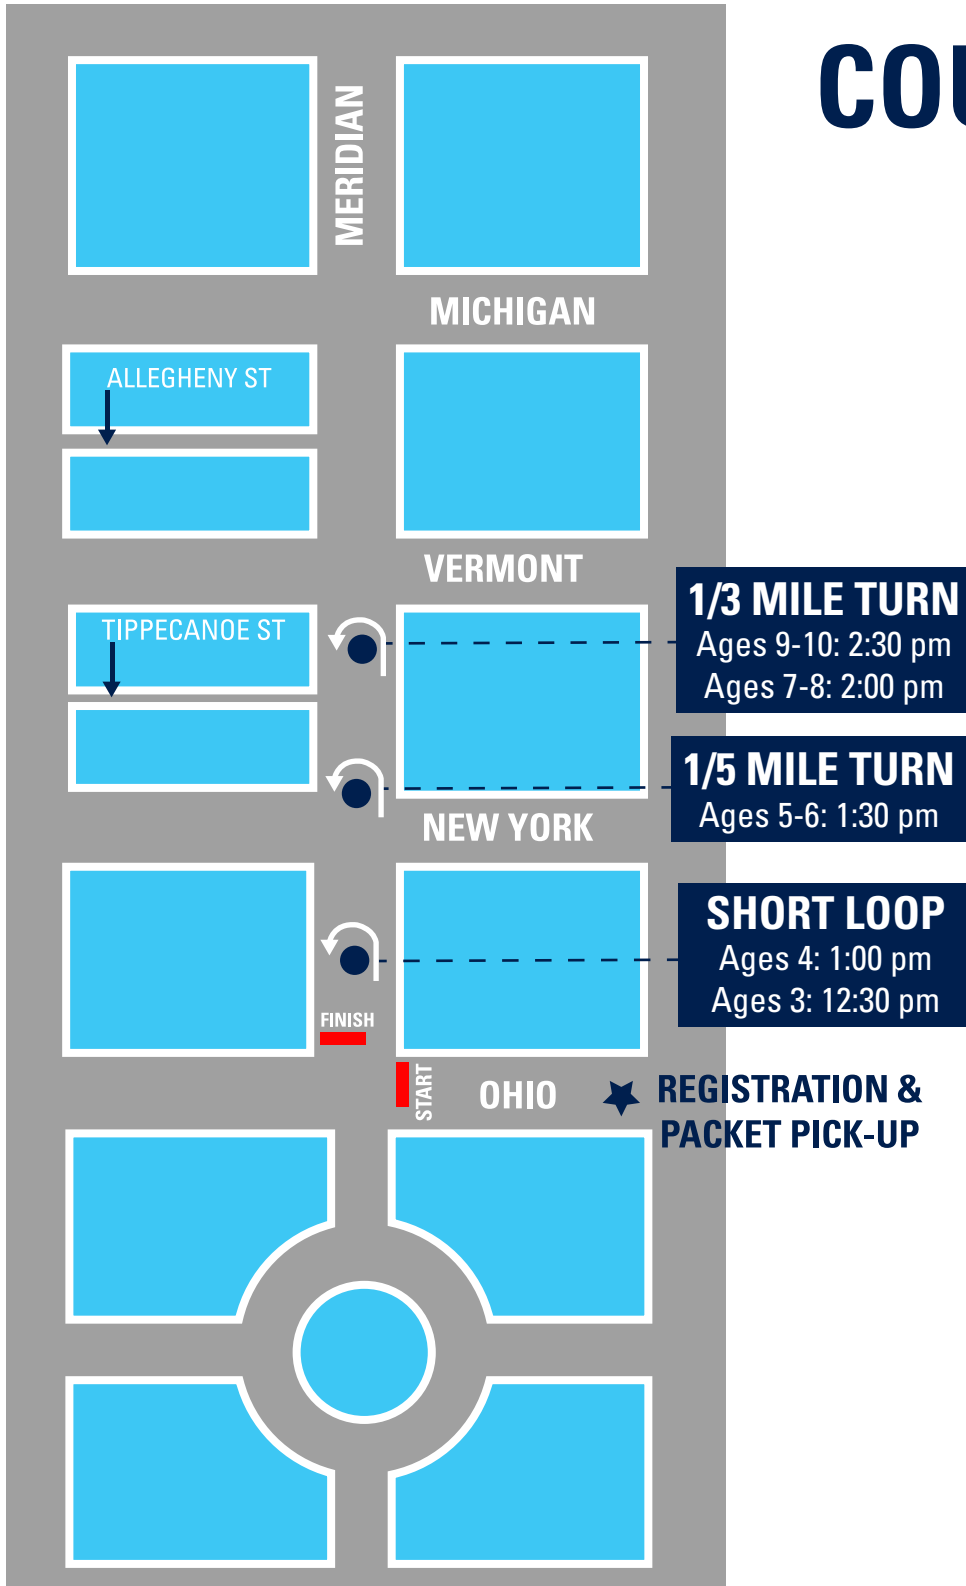 COU
MERIDIAN
MICHIGAN
ALLEGHENY ST
VERMONT
1/3 MILE TURN
Ages 9-10: 2:30 pm
Ages 7-8: 2:00 pm
TIPPECANOE ST
1/5 MILE TURN
Ages 5-6: 1:30 pm
NEW YORK
SHORT LOOP
Ages 4: 1:00 pm
Ages 3: 12:30 pm
FINISH
START
OHIO
REGISTRATION &
PACKET PICK-UP